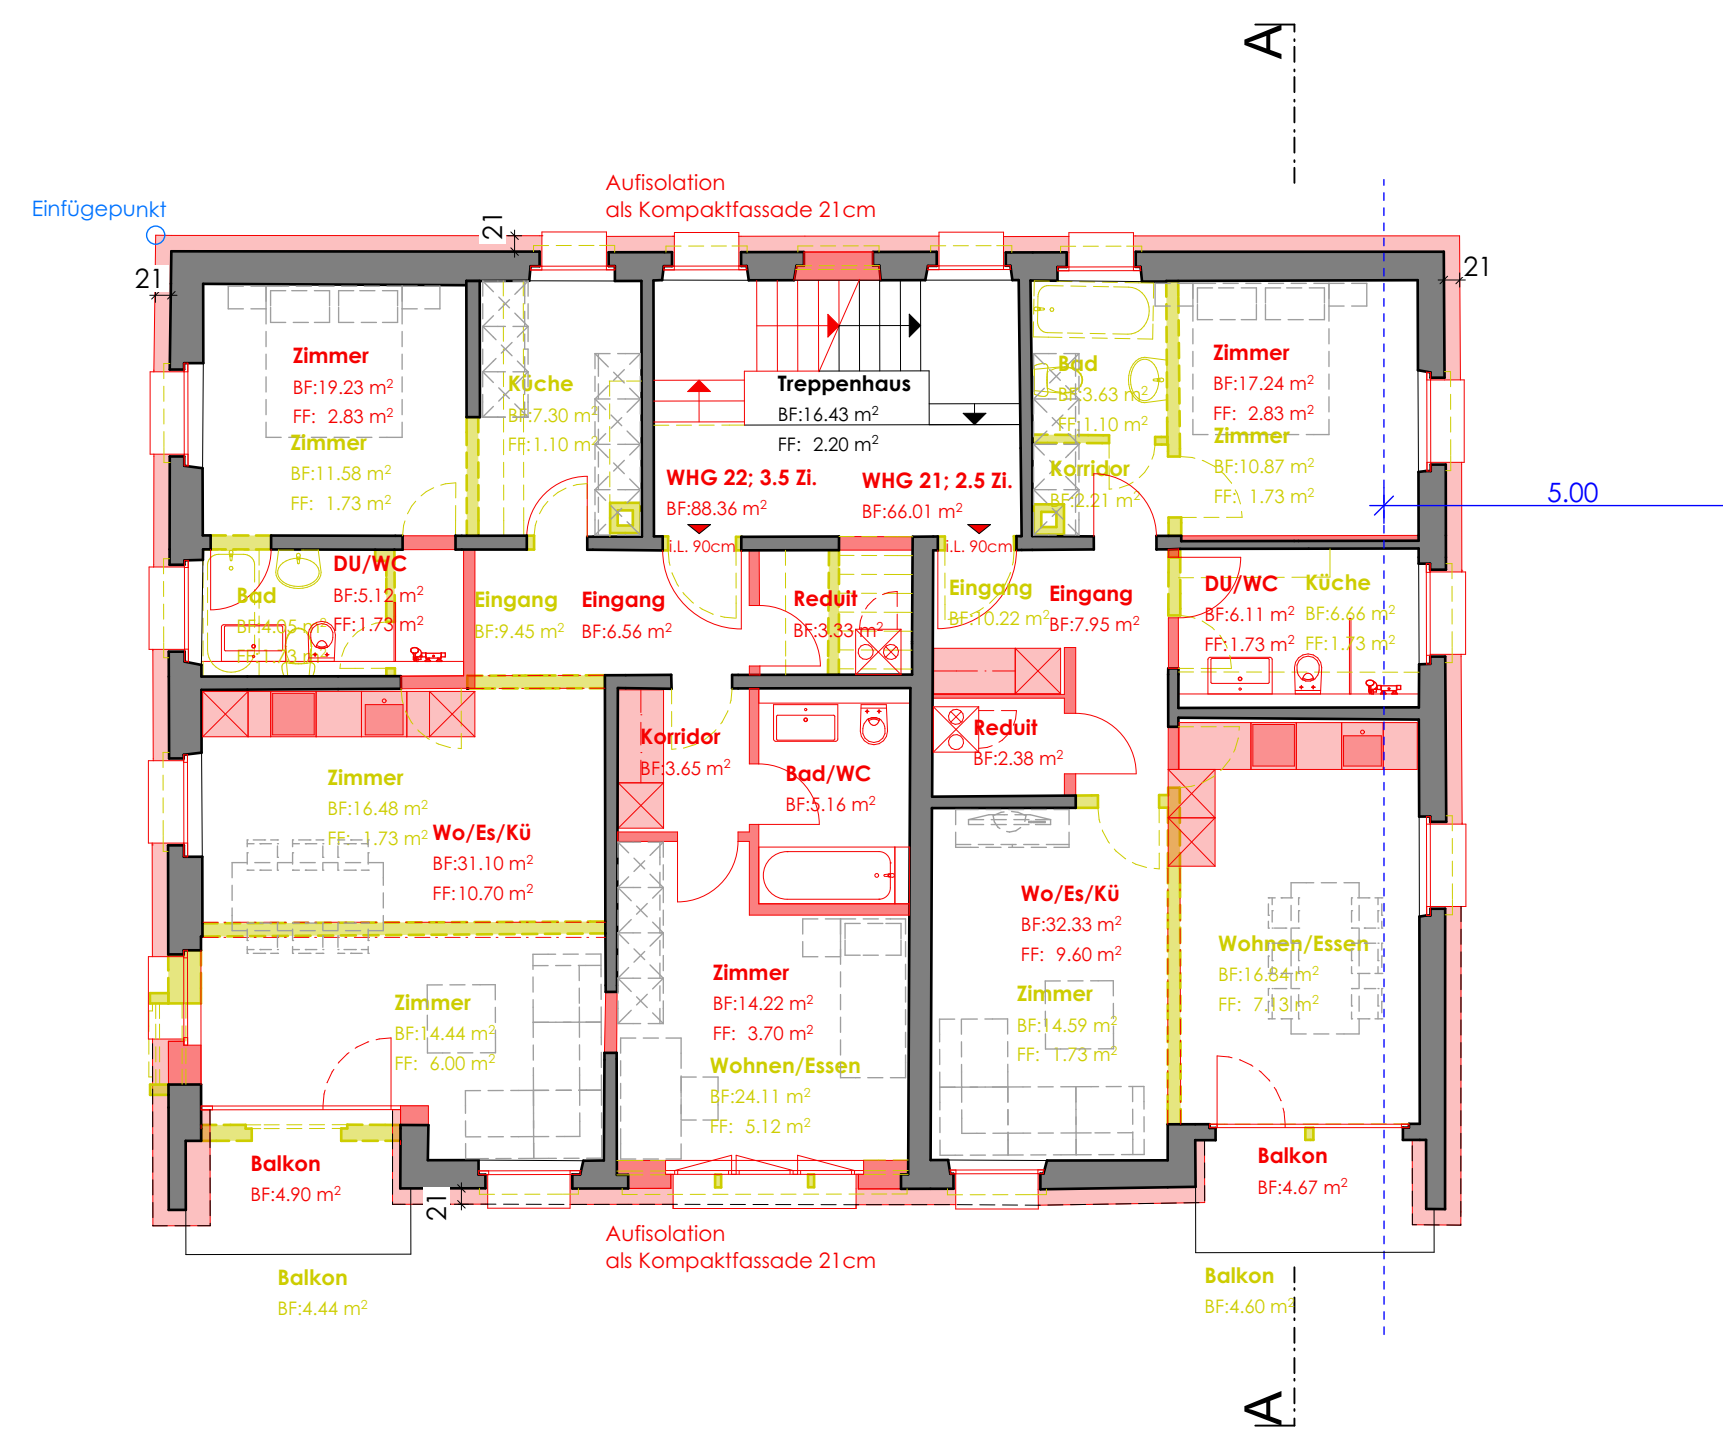 A
Aufisolation
als Kompaktfassade 21cm
Einfügepunkt
21
21
21
Zimmer
BF:19.23 m²
FF: 2.83 m²
Zimmer
BF:11.58 m²
FF: 1.73 m²
Küche
BF:7.30 m²
FF:1.10 m²
Treppenhaus
BF:16.43 m²
FF: 2.20 m²
WHG 22; 3.5 Zi.
BF:88.36 m²
i.L. 90cm
WHG 21; 2.5 Zi.
BF:66.01 m²
i.L. 90cm
Bad
BF:3.63 m²
FF:1.10 m²
Korridor
BF:2.21 m²
Zimmer
BF:17.24 m²
FF: 2.83 m²
Zimmer
BF:10.87 m²
FF: 1.73 m²
5.00
Bad
BF:4.05 m²
FF:1.73 m²
DU/WC
BF:5.12 m²
FF:1.73 m²
Eingang
BF:9.45 m²
Eingang
BF:6.56 m²
Reduit
BF:3.33 m²
Eingang
BF:10.22 m²
Eingang
BF:7.95 m²
DU/WC
BF:6.11 m²
FF:1.73 m²
Küche
BF:6.66 m²
FF:1.73 m²
Korridor
BF:3.65 m²
Bad/WC
BF:5.16 m²
Reduit
BF:2.38 m²
Zimmer
BF:16.48 m²
FF: 1.73 m²
Wo/Es/Kü
BF:31.10 m²
FF:10.70 m²
Wo/Es/Kü
BF:32.33 m²
FF: 9.60 m²
Wohnen/Essen
BF:16.84 m²
FF: 7.13 m²
Zimmer
BF:14.44 m²
FF: 6.00 m²
Zimmer
BF:14.22 m²
FF: 3.70 m²
Wohnen/Essen
BF:24.11 m²
FF: 5.12 m²
Zimmer
BF:14.59 m²
FF: 1.73 m²
Balkon
BF:4.90 m²
Balkon
BF:4.67 m²
21
Aufisolation
als Kompaktfassade 21cm
Balkon
BF:4.44 m²
Balkon
BF:4.60 m²
A